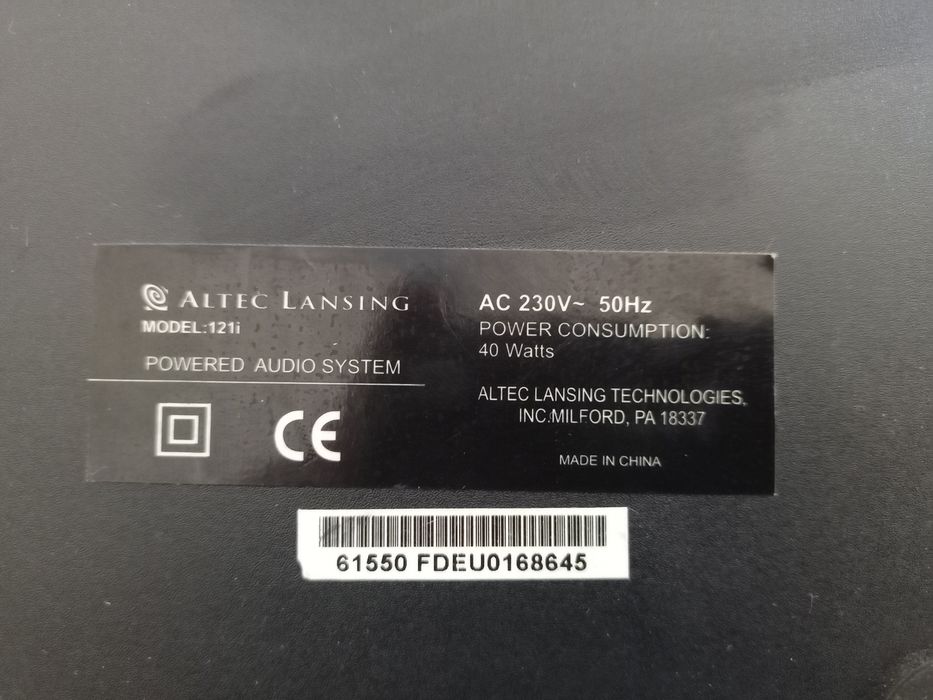 ALTEC LANSING
MODEL:121i
POWERED AUDIO SYSTEM
CE
AC 230V~ 50Hz
POWER CONSUMPTION:
40 Watts
ALTEC LANSING TECHNOLOGIES,
INC.MILFORD, PA 18337
MADE IN CHINA
61550 FDEU0168645